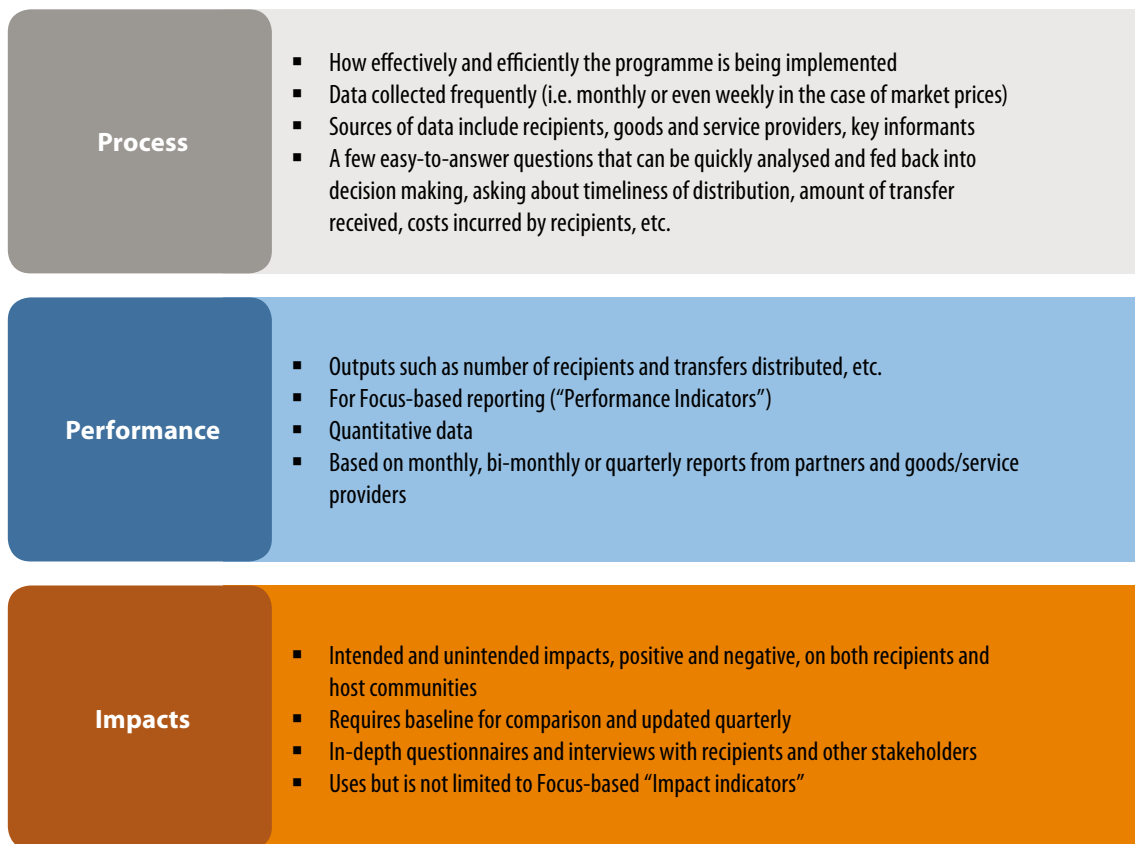 Process
▪ How effectively and efficiently the programme is being implemented
▪ Data collected frequently (i.e. monthly or even weekly in the case of market prices)
▪ Sources of data include recipients, goods and service providers, key informants
▪ A few easy-to-answer questions that can be quickly analysed and fed back into
decision making, asking about timeliness of distribution, amount of transfer
received, costs incurred by recipients, etc.
Performance
▪ Outputs such as number of recipients and transfers distributed, etc.
▪ For Focus-based reporting (“Performance Indicators”)
▪ Quantitative data
▪ Based on monthly, bi-monthly or quarterly reports from partners and goods/service
providers
Impacts
▪ Intended and unintended impacts, positive and negative, on both recipients and
host communities
▪ Requires baseline for comparison and updated quarterly
▪ In-depth questionnaires and interviews with recipients and other stakeholders
▪ Uses but is not limited to Focus-based “Impact indicators”